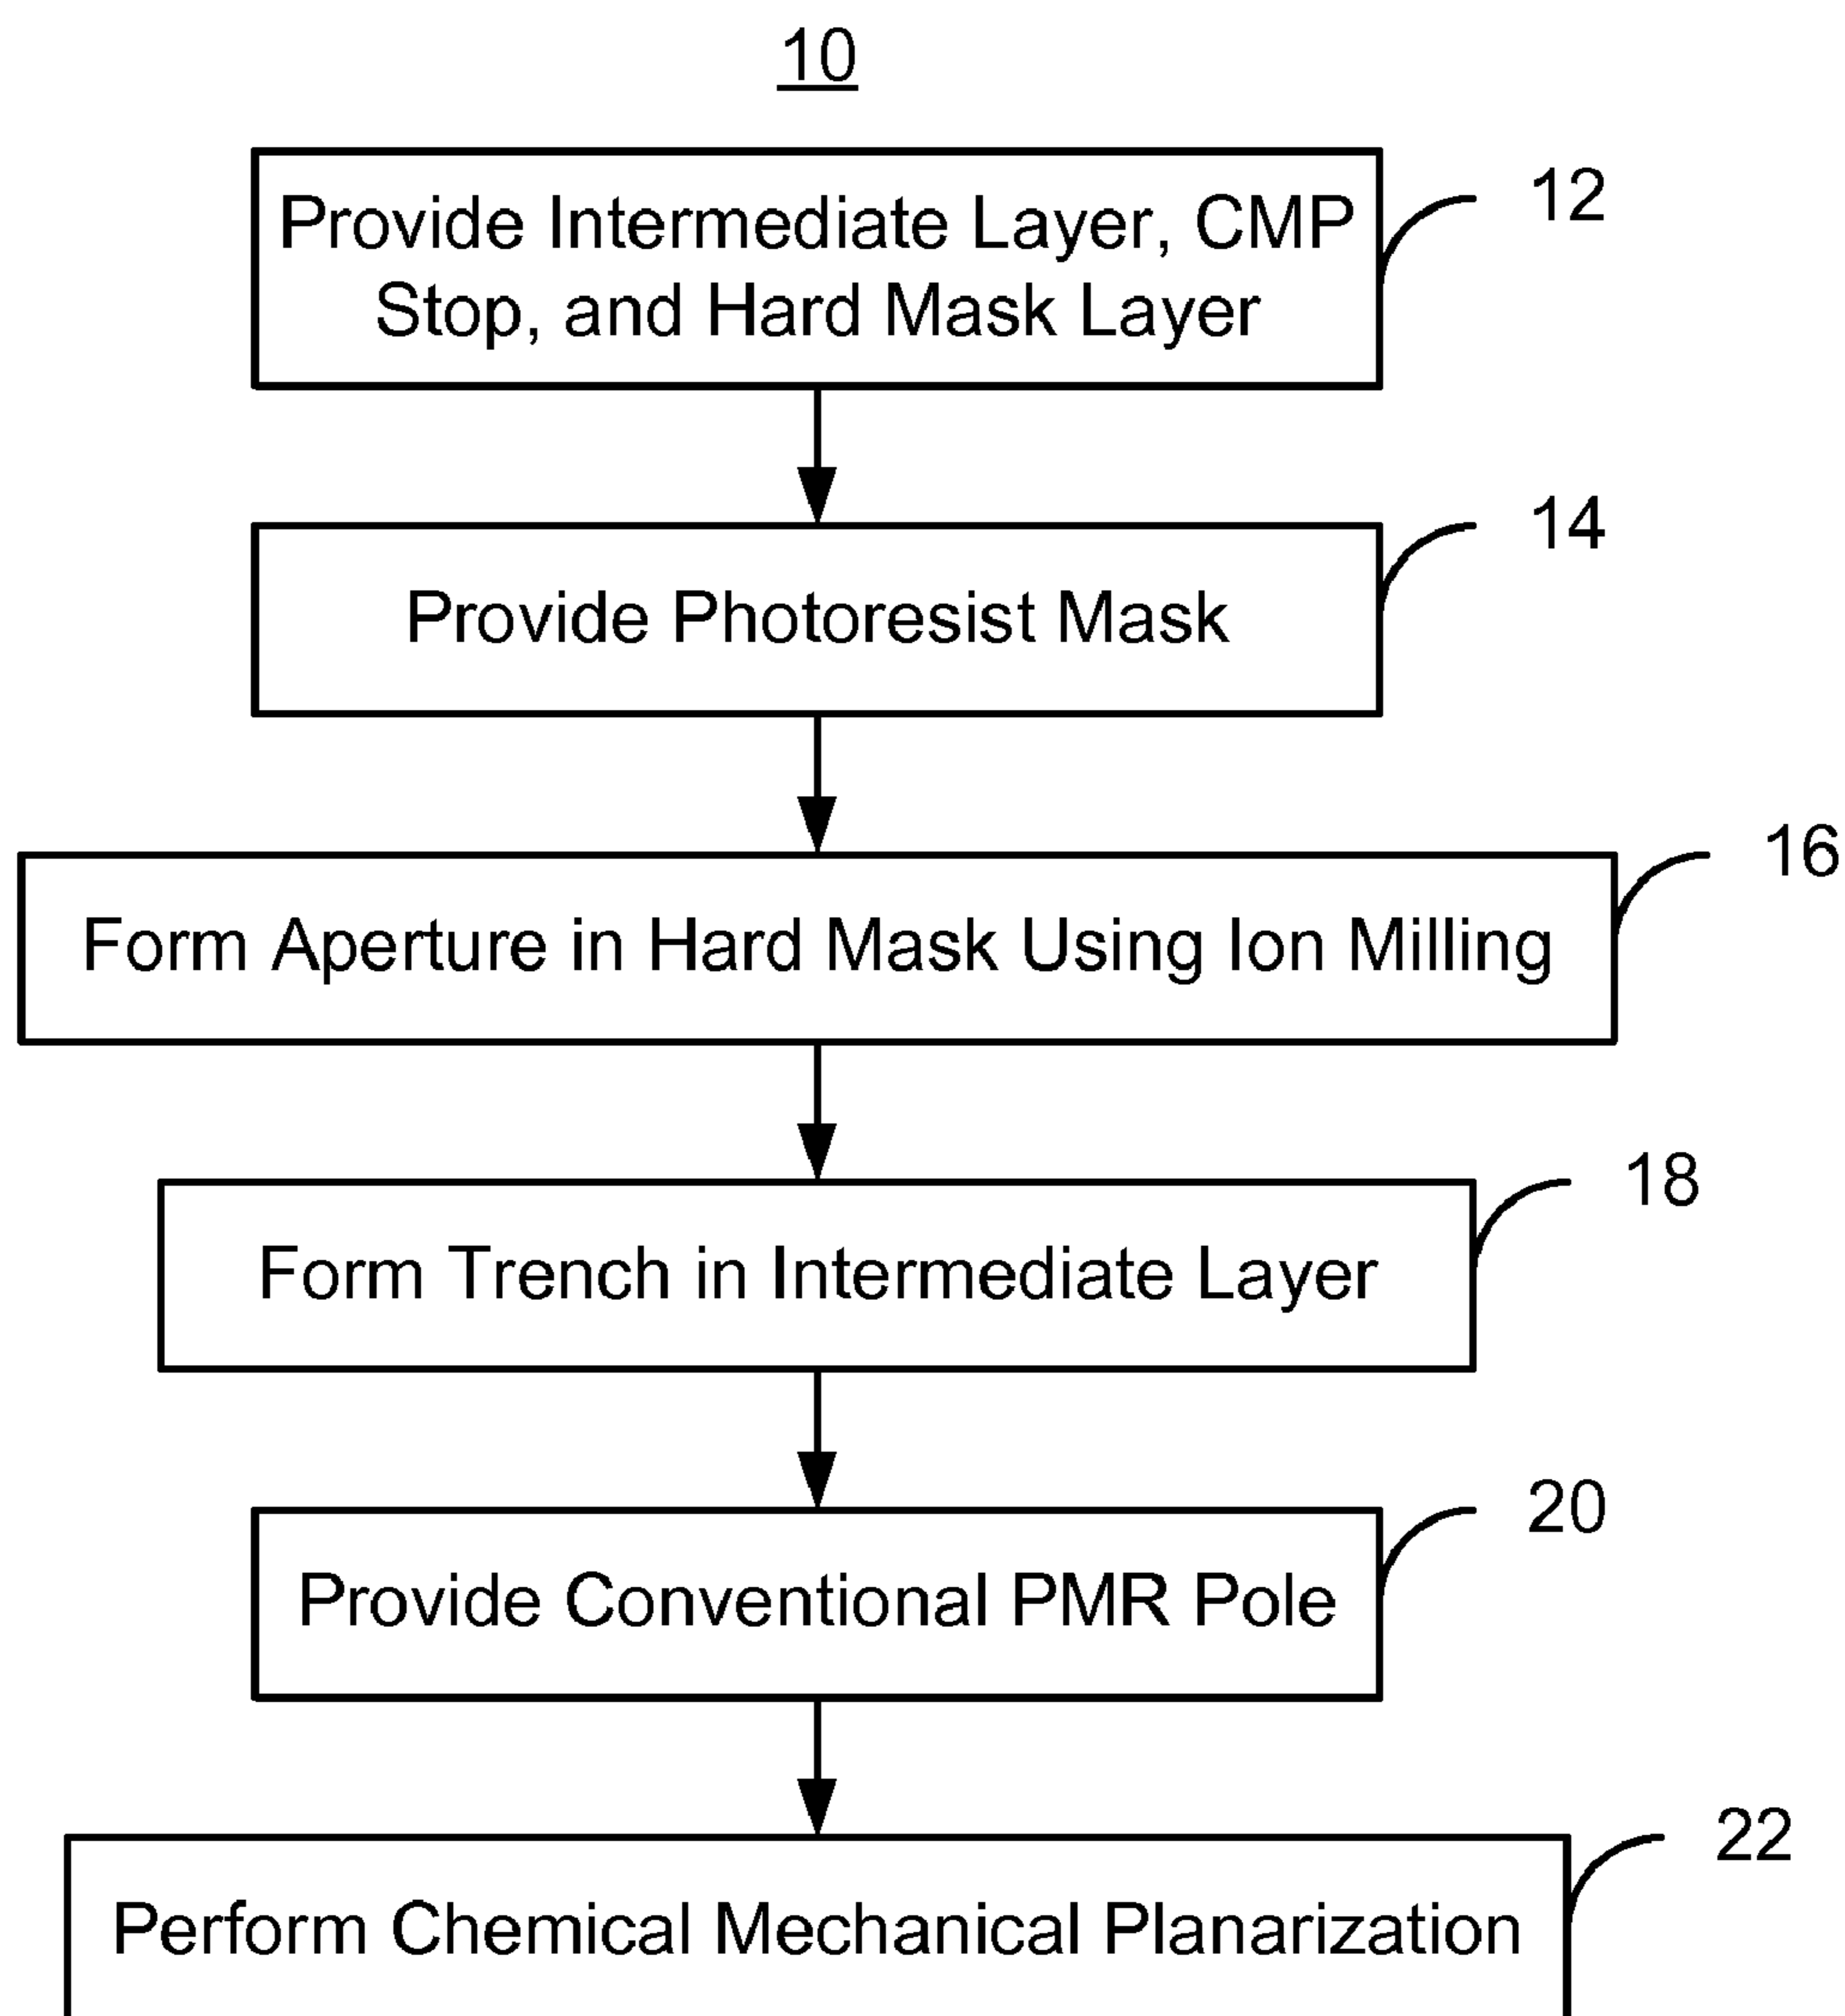 10
Provide Intermediate Layer, CMP
Stop, and Hard Mask Layer
12
Provide Photoresist Mask
14
Form Aperture in Hard Mask Using Ion Milling
16
Form Trench in Intermediate Layer
18
Provide Conventional PMR Pole
20
Perform Chemical Mechanical Planarization
22